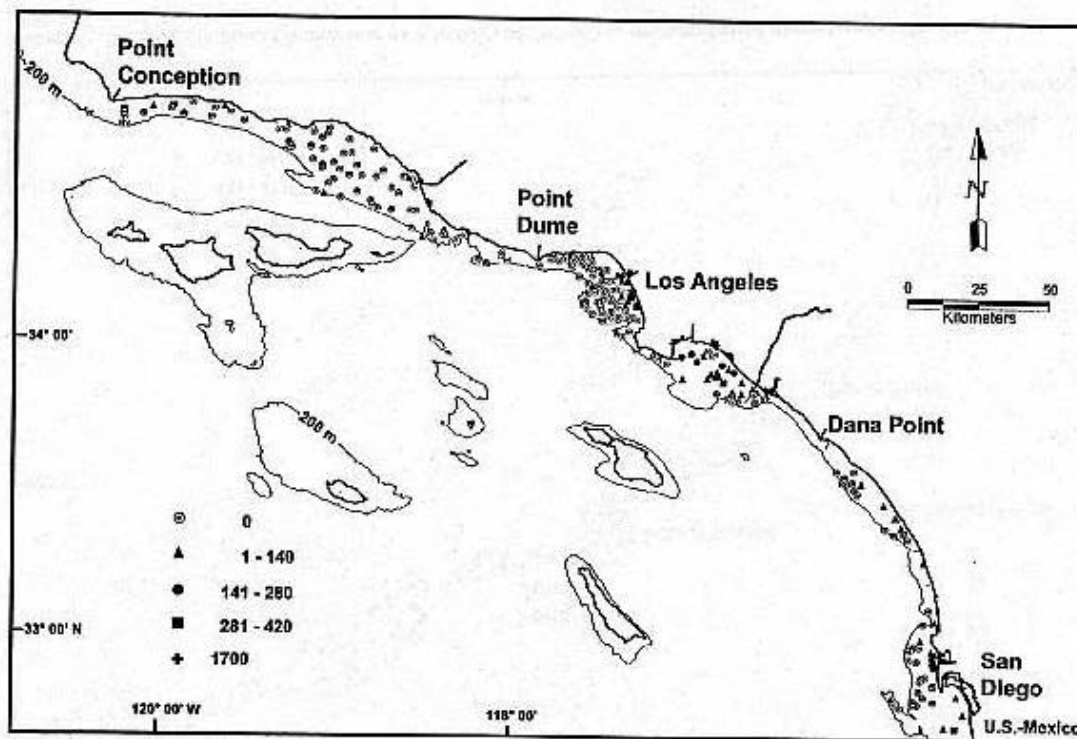 Point
Conception
-200 m
Point
Dume
N
Los Angeles
0 25 50
Kilometers
34° 00'
200 m
Dana Point
0
1 - 140
141 - 280
281 - 420
1700
33° 00' N
San
Diego
120° 00' W
118° 00'
U.S.-Mexico